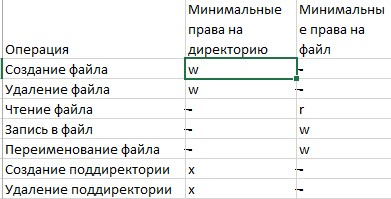 Операция Минимальные права на директорию Минимальные права на файл
Создание файла w -
Удаление файла w -
Чтение файла - r
Запись в файл - w
Переименование файла - w
Создание поддиректории x -
Удаление поддиректории x -